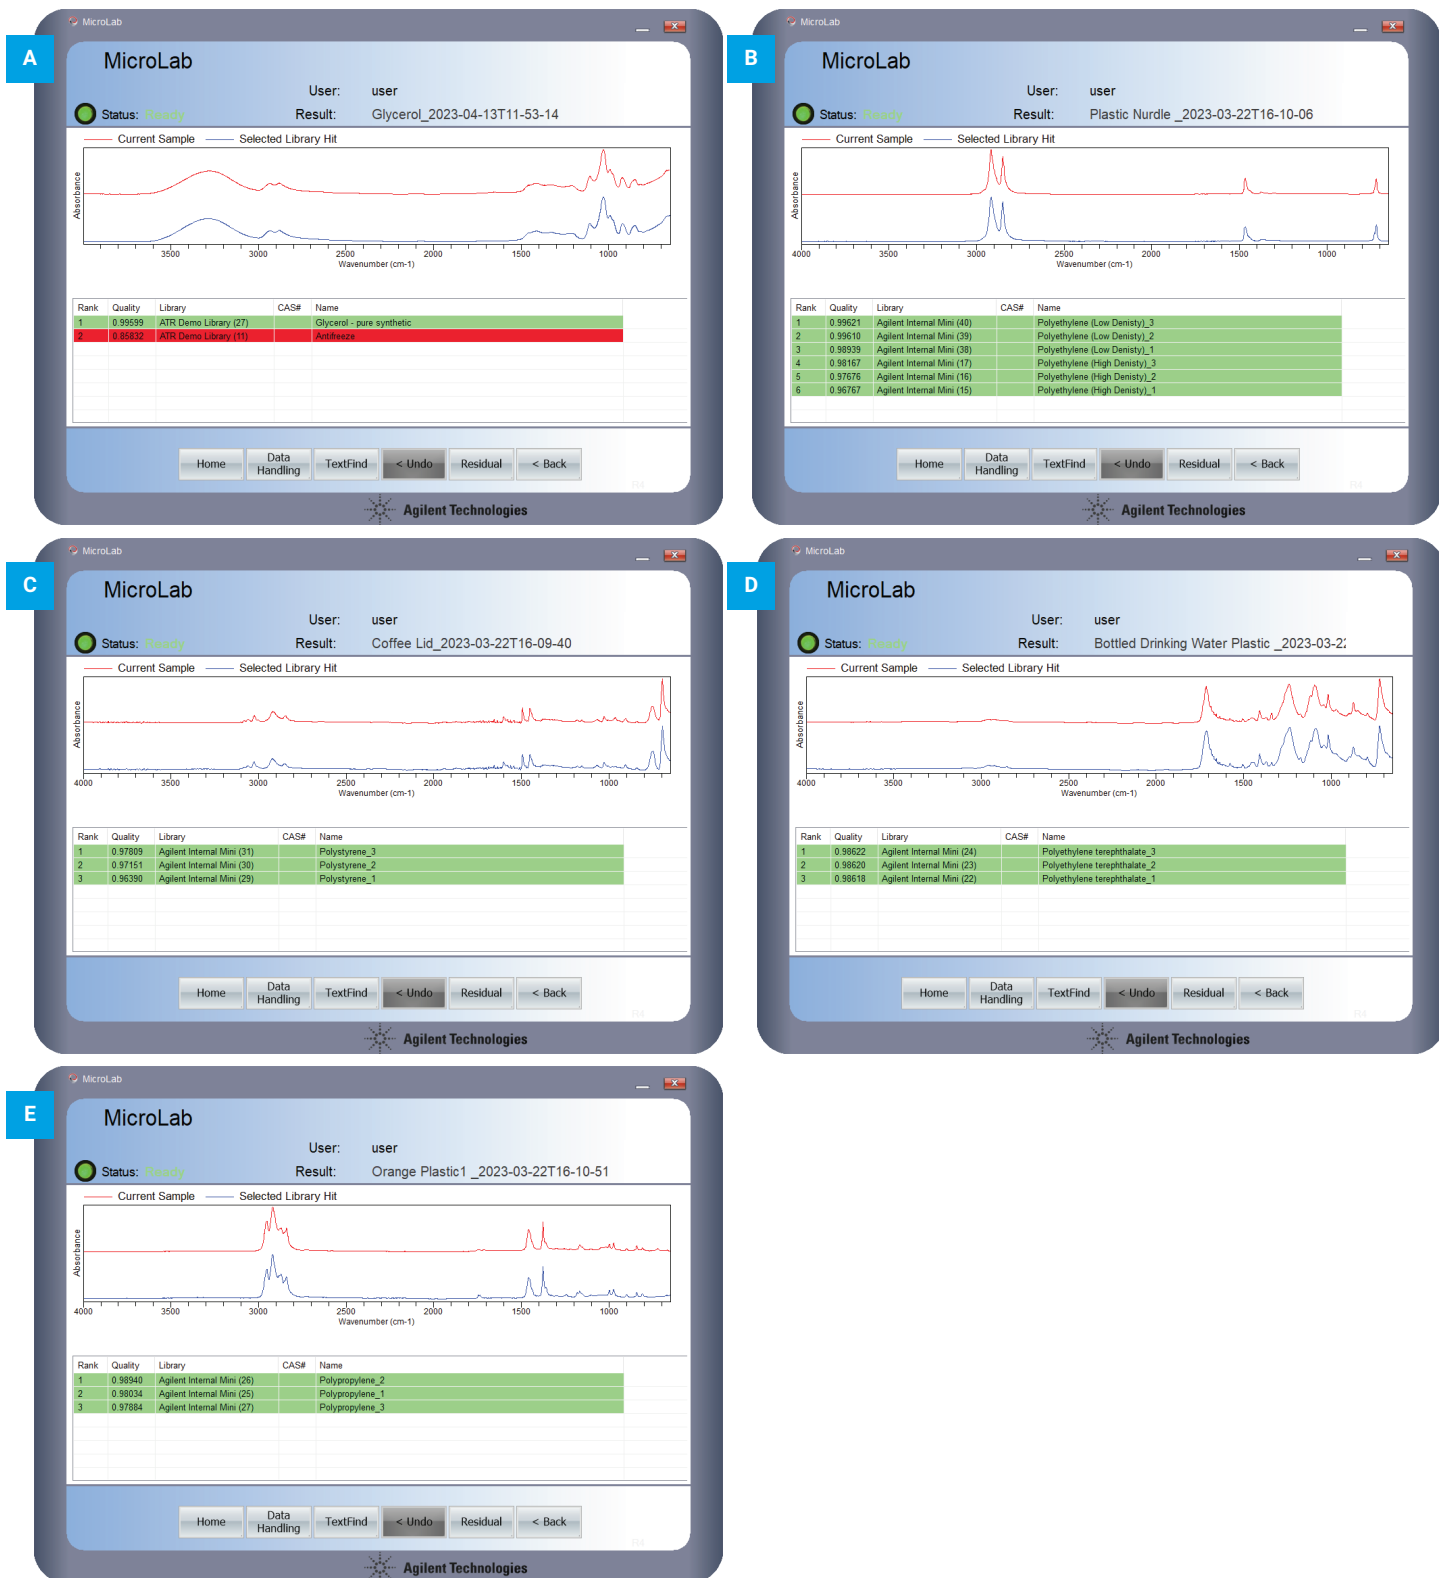 MicroLab
A
MicroLab
User: user
Status: Ready Result: Glycerol_2023-04-13T11-53-14
Current Sample Selected Library Hit
Absorbance
3500 3000 2500 2000 1500 1000
Wavenumber (cm-1)
Rank Quality Library CAS# Name
1 0.99599 ATR Demo Library (27) Glycerol - pure synthetic
2 0.85832 ATR Demo Library (11) Antifreeze
Home Data Handling TextFind < Undo Residual < Back
R4
Agilent Technologies
MicroLab
B
MicroLab
User: user
Status: Ready Result: Plastic Nurdle _2023-03-22T16-10-06
Current Sample Selected Library Hit
Absorbance
4000 3500 3000 2500 2000 1500 1000
Wavenumber (cm-1)
Rank Quality Library CAS# Name
1 0.99621 Agilent Internal Mini (40) Polyethylene (Low Denisty)_3
2 0.99610 Agilent Internal Mini (39) Polyethylene (Low Denisty)_2
3 0.98939 Agilent Internal Mini (38) Polyethylene (Low Denisty)_1
4 0.98167 Agilent Internal Mini (17) Polyethylene (High Denisty)_3
5 0.97676 Agilent Internal Mini (16) Polyethylene (High Denisty)_2
6 0.96767 Agilent Internal Mini (15) Polyethylene (High Denisty)_1
Home Data Handling TextFind < Undo Residual < Back
R4
Agilent Technologies
MicroLab
C
MicroLab
User: user
Status: Ready Result: Coffee Lid_2023-03-22T16-09-40
Current Sample Selected Library Hit
Absorbance
4000 3500 3000 2500 2000 1500 1000
Wavenumber (cm-1)
Rank Quality Library CAS# Name
1 0.97809 Agilent Internal Mini (31) Polystyrene_3
2 0.97151 Agilent Internal Mini (30) Polystyrene_2
3 0.96390 Agilent Internal Mini (29) Polystyrene_1
Home Data Handling TextFind < Undo Residual < Back
R4
Agilent Technologies
MicroLab
D
MicroLab
User: user
Status: Ready Result: Bottled Drinking Water Plastic _2023-03-22
Current Sample Selected Library Hit
Absorbance
4000 3500 3000 2500 2000 1500 1000
Wavenumber (cm-1)
Rank Quality Library CAS# Name
1 0.98622 Agilent Internal Mini (24) Polyethylene terephthalate_3
2 0.98620 Agilent Internal Mini (23) Polyethylene terephthalate_2
3 0.98618 Agilent Internal Mini (22) Polyethylene terephthalate_1
Home Data Handling TextFind < Undo Residual < Back
R4
Agilent Technologies
MicroLab
E
MicroLab
User: user
Status: Ready Result: Orange Plastic1 _2023-03-22T16-10-51
Current Sample Selected Library Hit
Absorbance
4000 3500 3000 2500 2000 1500 1000
Wavenumber (cm-1)
Rank Quality Library CAS# Name
1 0.98940 Agilent Internal Mini (26) Polypropylene_2
2 0.98034 Agilent Internal Mini (25) Polypropylene_1
3 0.97884 Agilent Internal Mini (27) Polypropylene_3
Home Data Handling TextFind < Undo Residual < Back
R4
Agilent Technologies